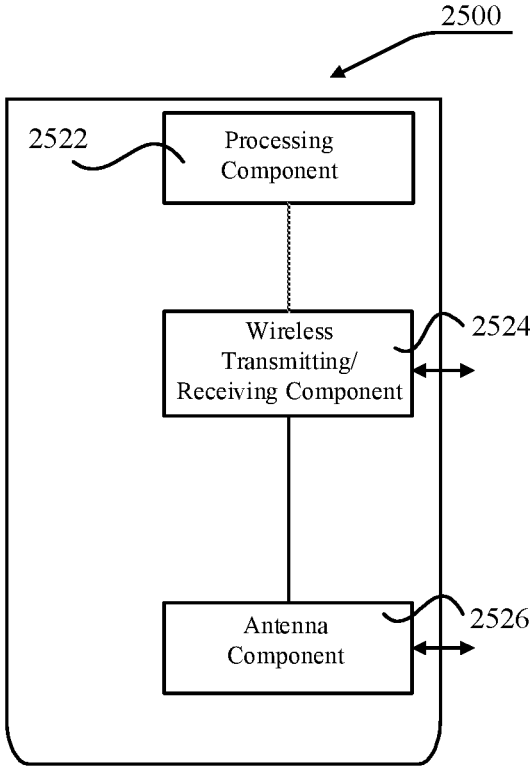 2500
2522
Processing
Component
Wireless
Transmitting/
Receiving Component
2524
Antenna
Component
2526